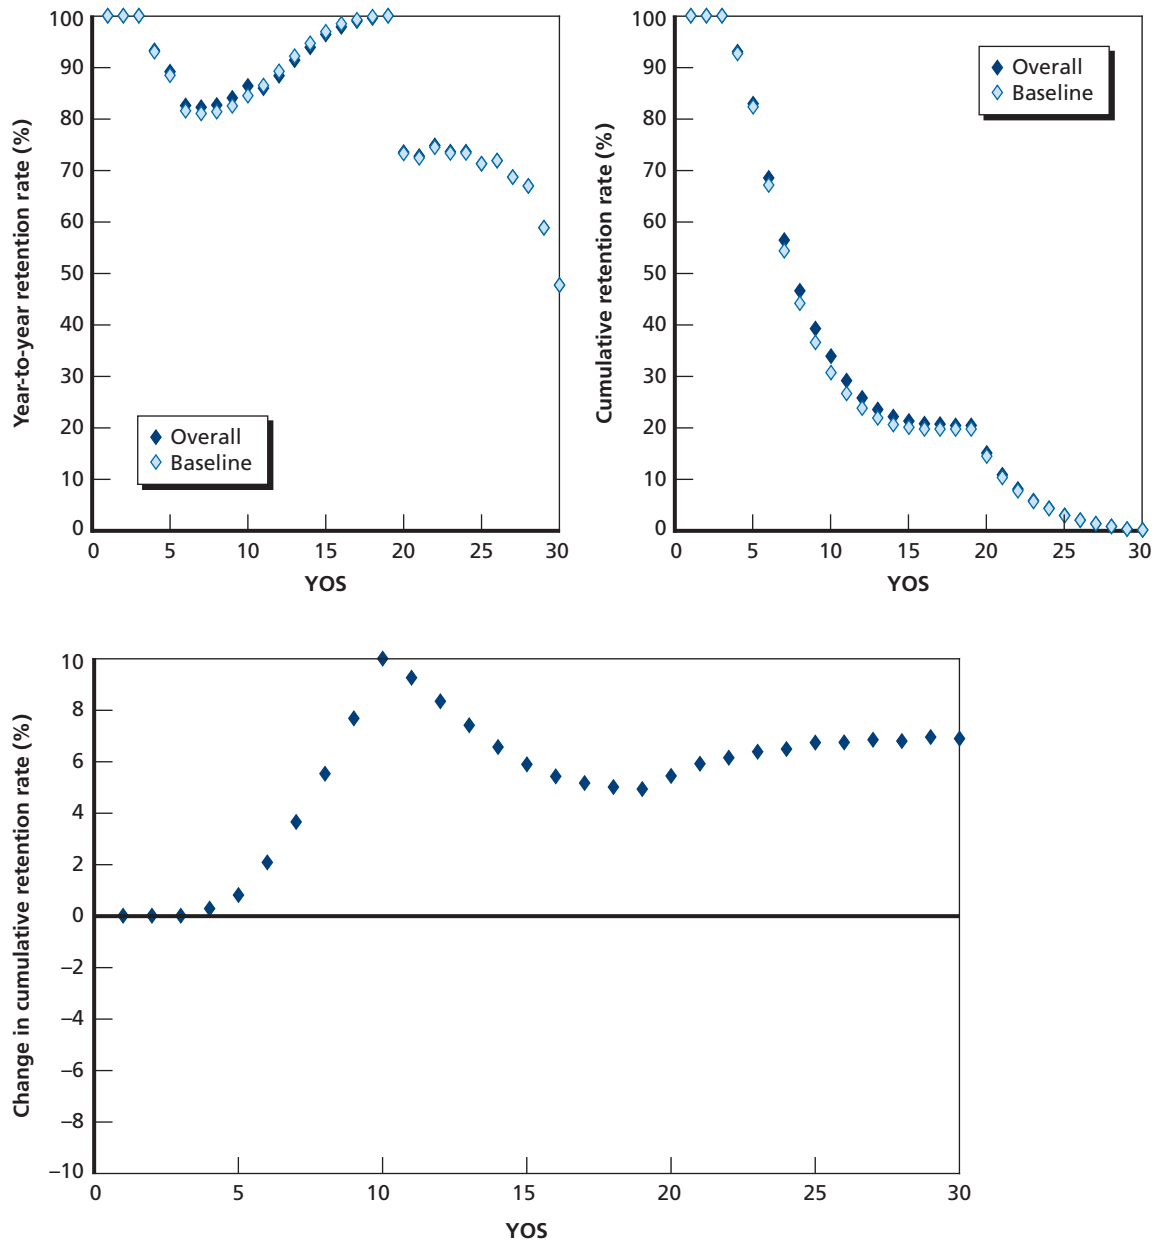 Year-to-year retention rate (%)
100
90
80
70
60
50
40
30
20
10
0
Overall
Baseline
0 5 10 15 20 25 30
YOS
Cumulative retention rate (%)
100
90
80
70
60
50
40
30
20
10
0
Overall
Baseline
0 5 10 15 20 25 30
YOS
Change in cumulative retention rate (%)
10
8
6
4
2
0
–2
–4
–6
–8
–10
0 5 10 15 20 25 30
YOS